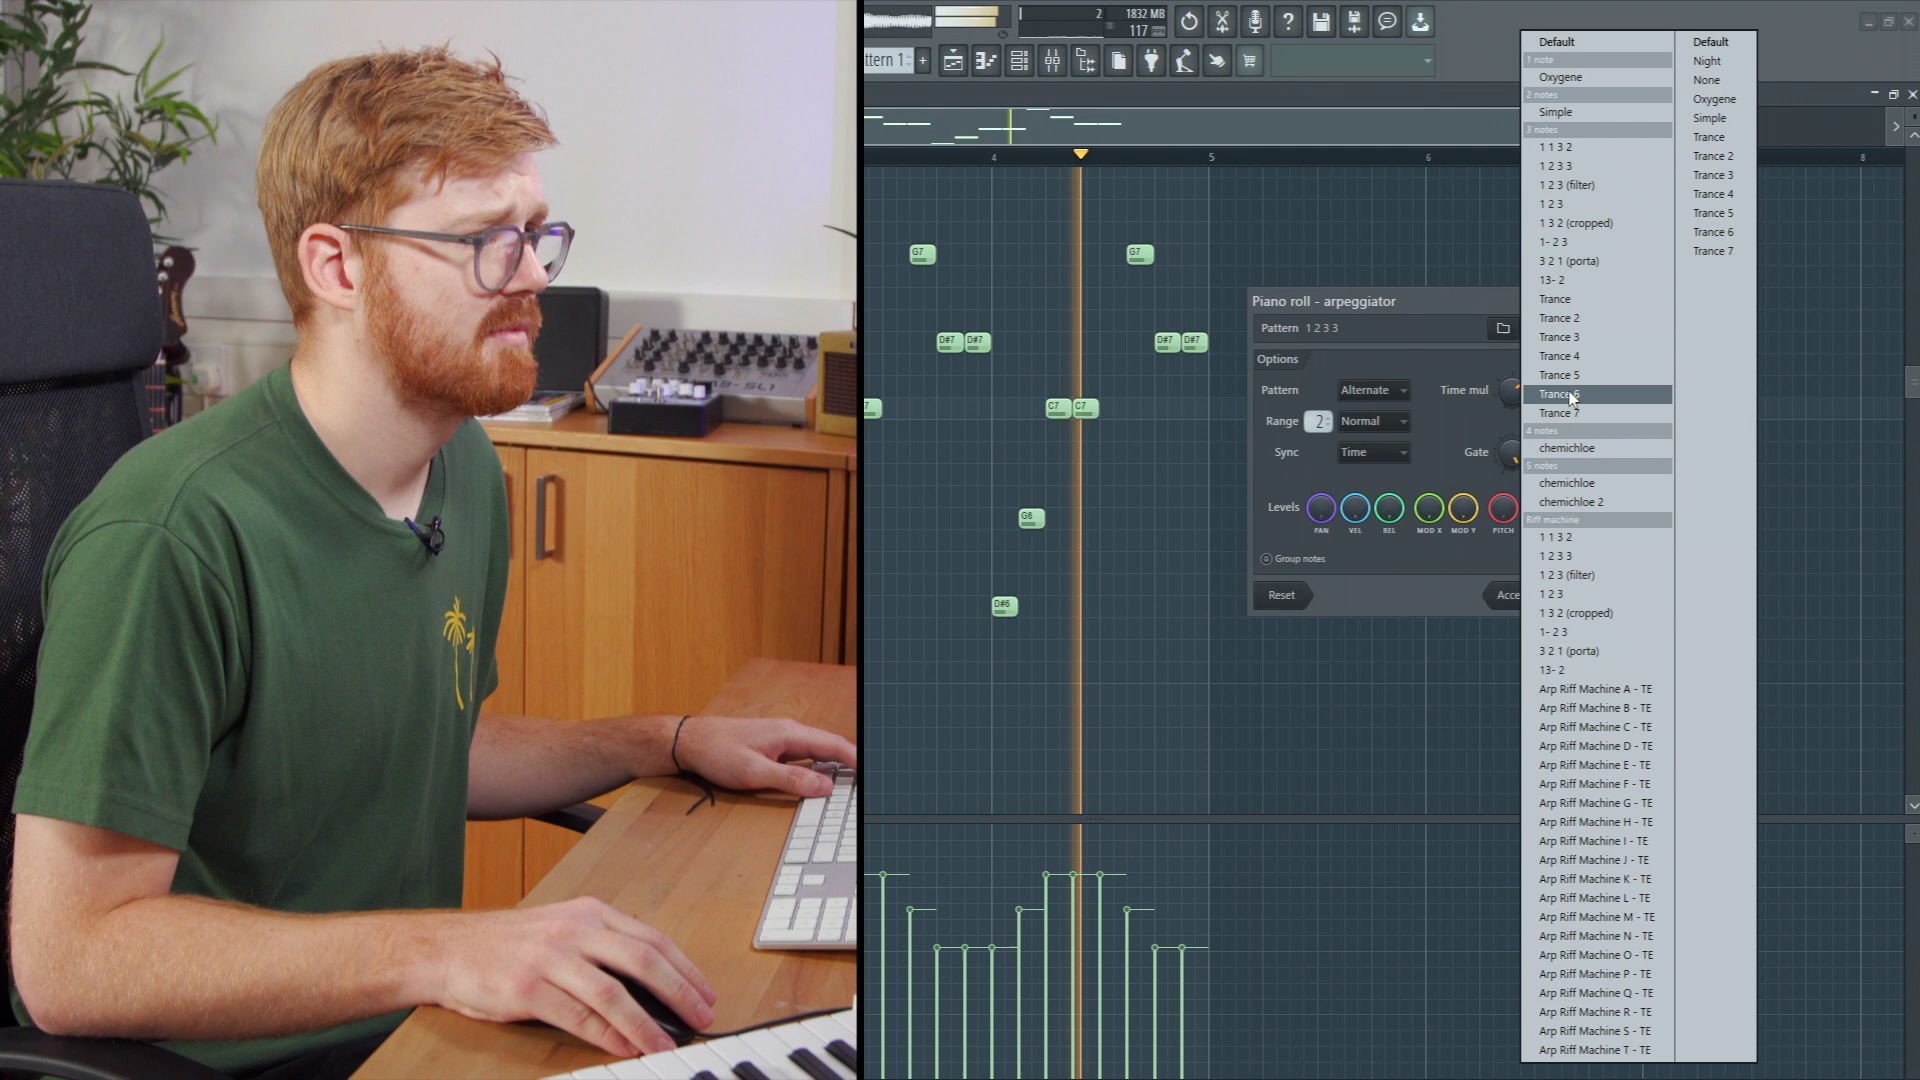 2
1832 MB
117
ttern 1
+
4
5
6
8
G7
G7
D#7 D#7
D#7 D#7
7
C7 C7
G6
D#6
Piano roll - arpeggiator
Pattern 1 2 3 3
Options
Pattern Alternate Time mul
Range 2 Normal
Sync Time Gate
Levels
PAN VEL REL MOD X MOD Y PITCH
Group notes
Reset Acce
Default
1 note
Oxygene
2 notes
Simple
3 notes
1 1 3 2
1 2 3 3
1 2 3 (filter)
1 2 3
1 3 2 (cropped)
1- 2 3
3 2 1 (porta)
13- 2
Trance
Trance 2
Trance 3
Trance 4
Trance 5
Trance 6
Trance 7
4 notes
chemichloe
5 notes
chemichloe
chemichloe 2
Riff machine
1 1 3 2
1 2 3 3
1 2 3 (filter)
1 2 3
1 3 2 (cropped)
1- 2 3
3 2 1 (porta)
13- 2
Arp Riff Machine A - TE
Arp Riff Machine B - TE
Arp Riff Machine C - TE
Arp Riff Machine D - TE
Arp Riff Machine E - TE
Arp Riff Machine F - TE
Arp Riff Machine G - TE
Arp Riff Machine H - TE
Arp Riff Machine I - TE
Arp Riff Machine J - TE
Arp Riff Machine K - TE
Arp Riff Machine L - TE
Arp Riff Machine M - TE
Arp Riff Machine N - TE
Arp Riff Machine O - TE
Arp Riff Machine P - TE
Arp Riff Machine Q - TE
Arp Riff Machine R - TE
Arp Riff Machine S - TE
Arp Riff Machine T - TE
Default
Night
None
Oxygene
Simple
Trance
Trance 2
Trance 3
Trance 4
Trance 5
Trance 6
Trance 7